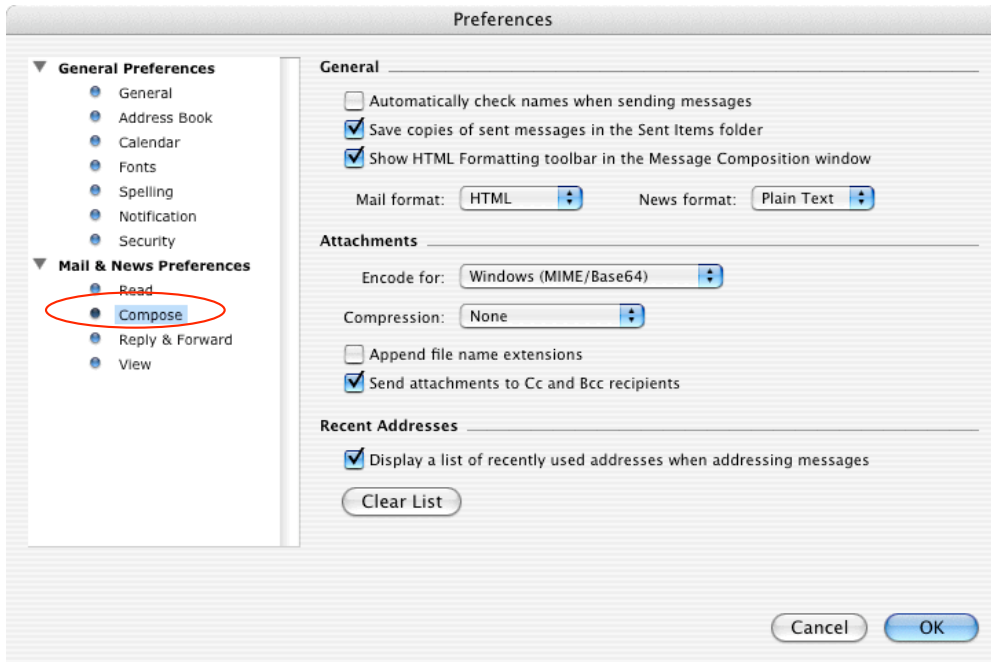 Preferences
General Preferences
General
Address Book
Calendar
Fonts
Spelling
Notification
Security
Mail & News Preferences
Read
Compose
Reply & Forward
View
General
Automatically check names when sending messages
Save copies of sent messages in the Sent Items folder
Show HTML Formatting toolbar in the Message Composition window
Mail format: HTML News format: Plain Text
Attachments
Encode for: Windows (MIME/Base64)
Compression: None
Append file name extensions
Send attachments to Cc and Bcc recipients
Recent Addresses
Display a list of recently used addresses when addressing messages
Clear List
Cancel OK